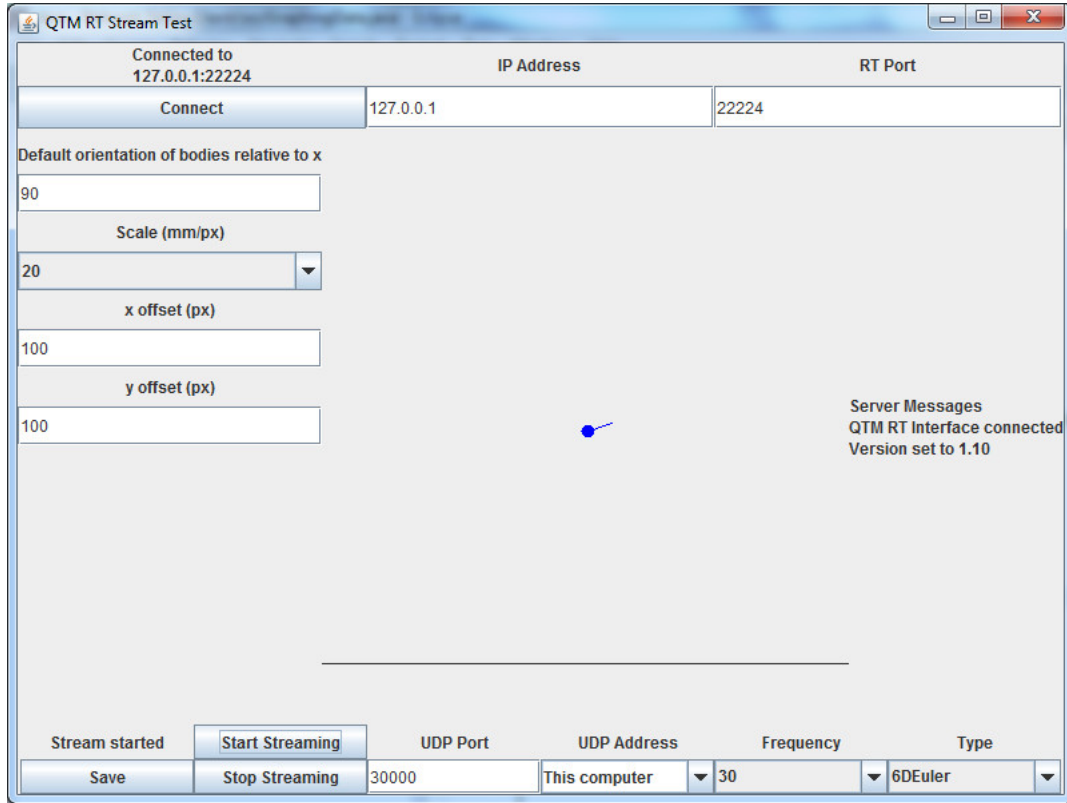 QTM RT Stream Test
Connected to
127.0.0.1:22224
IP Address
RT Port
Connect
127.0.0.1
22224
Default orientation of bodies relative to x
90
Scale (mm/px)
20
x offset (px)
100
y offset (px)
100
Server Messages
QTM RT Interface connected
Version set to 1.10
Stream started
Start Streaming
UDP Port
UDP Address
Frequency
Type
Save
Stop Streaming
30000
This computer
30
6DEuler